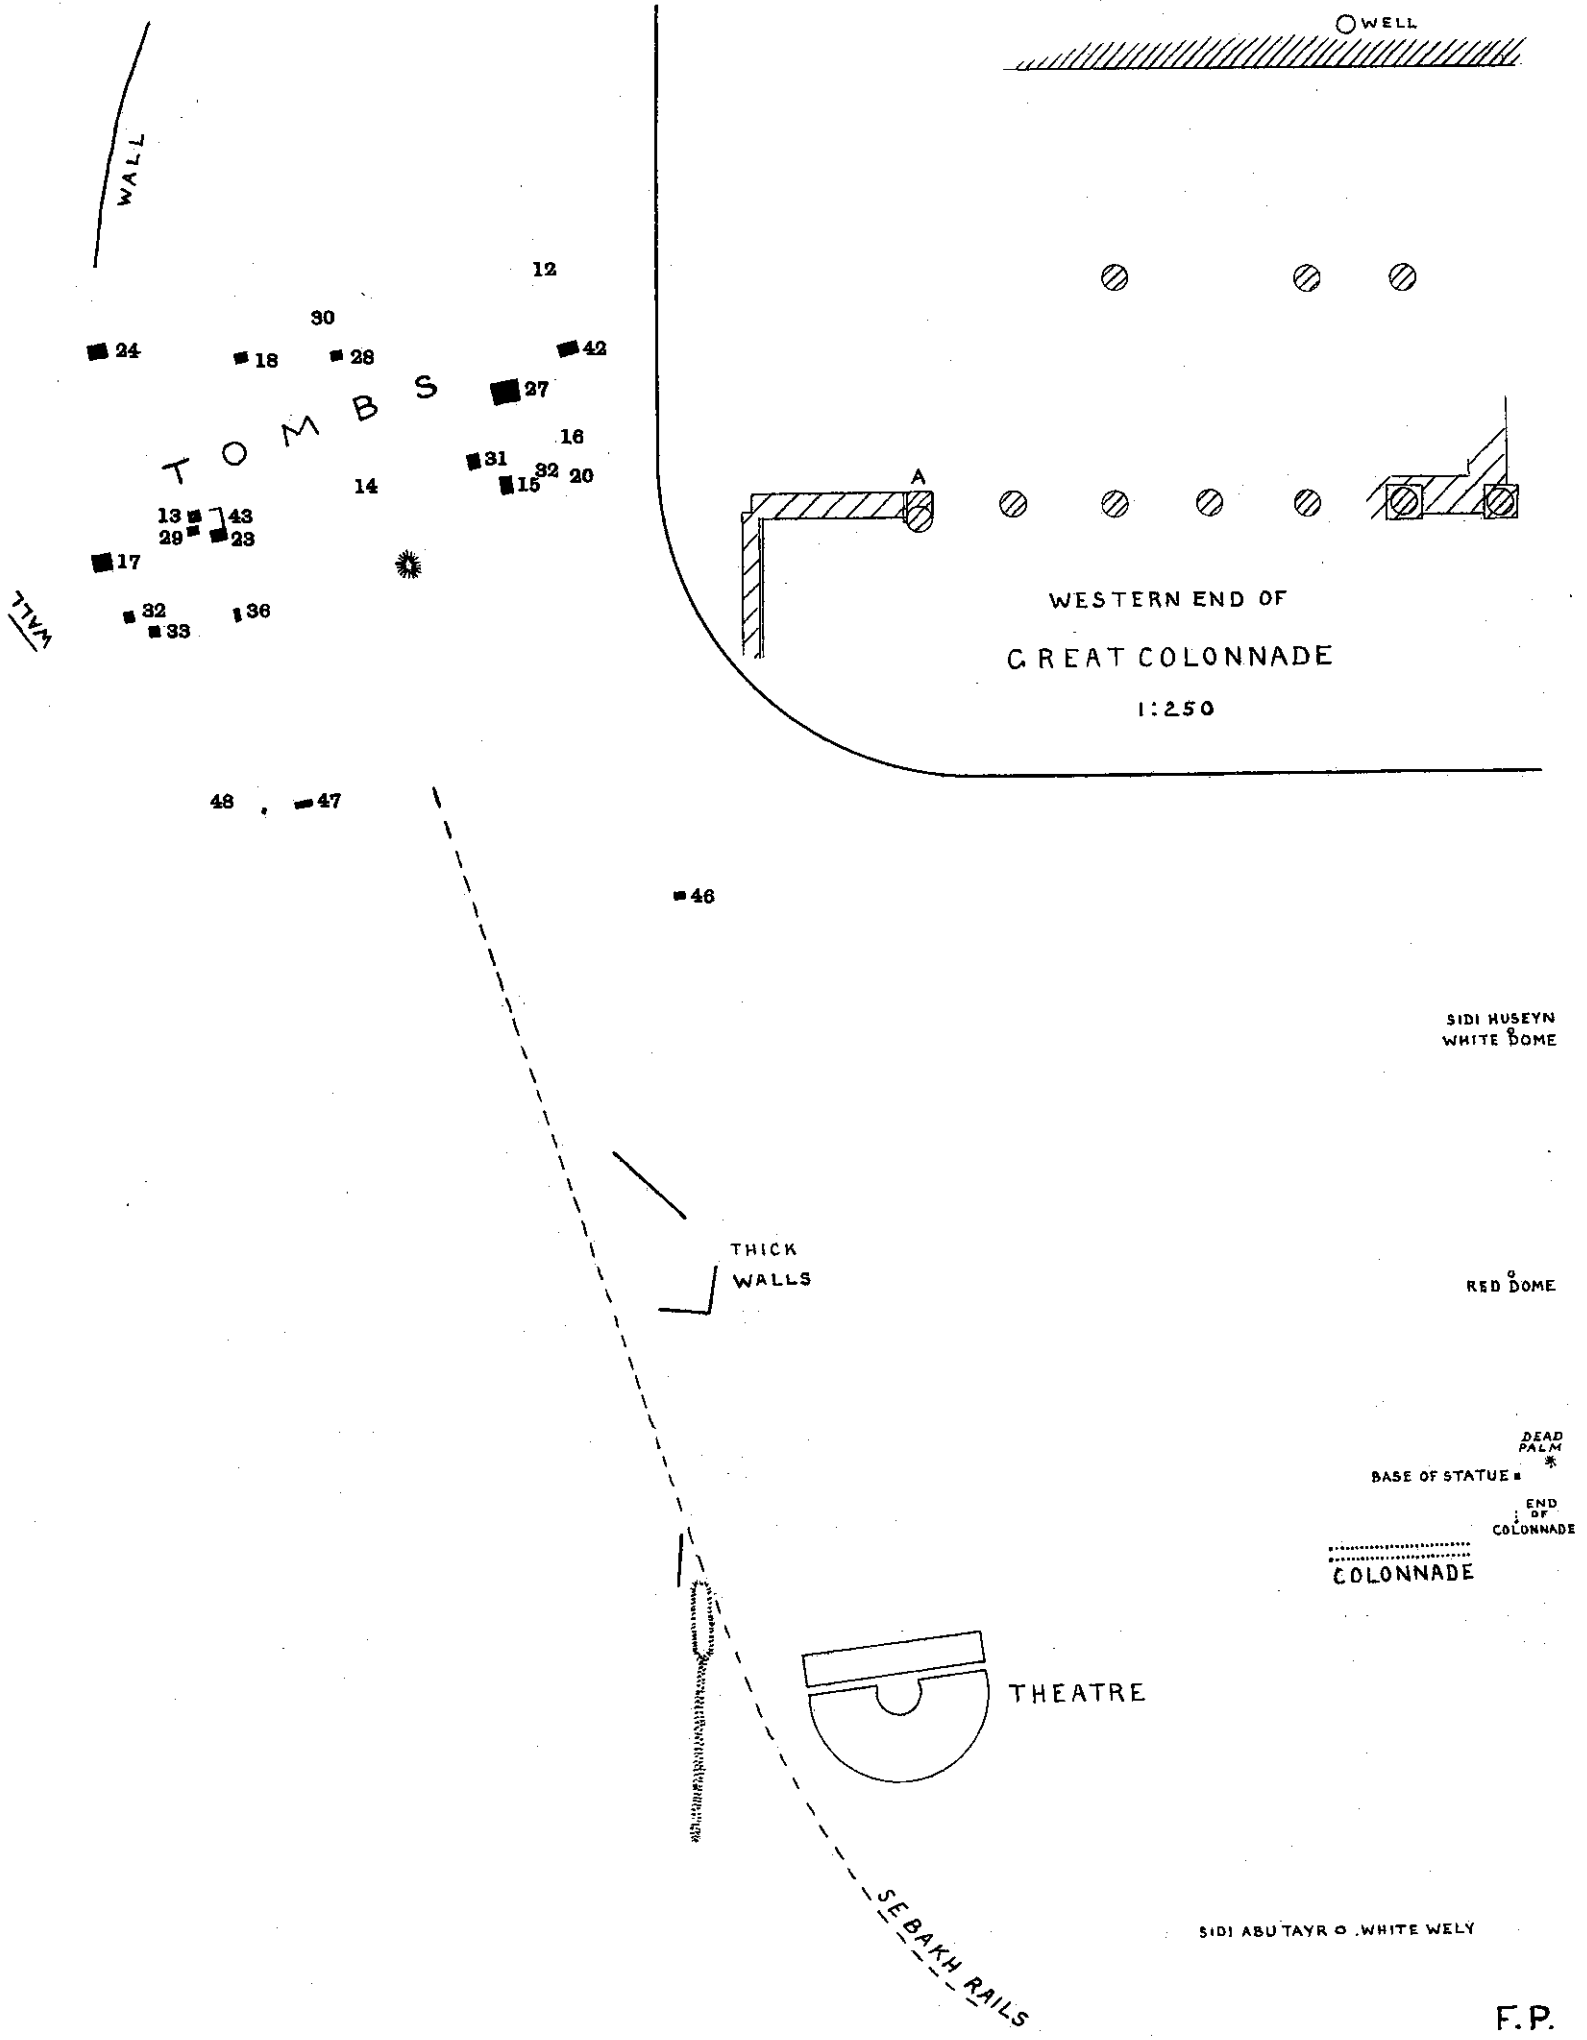 WELL
WALL
12
30
24
18
28
42
27
TOMBS
16
31
32
20
14
15
A
13
43
29
23
17
32
36
33
WALL
WESTERN END OF
GREAT COLONNADE
1:250
48
47
46
SIDI HUSEYN
WHITE DOME
THICK
WALLS
RED DOME
DEAD
PALM
BASE OF STATUE
END
OF
COLONNADE
COLONNADE
THEATRE
SEBAKH RAILS
SIDI ABU TAYR O. WHITE WELY
F.P.